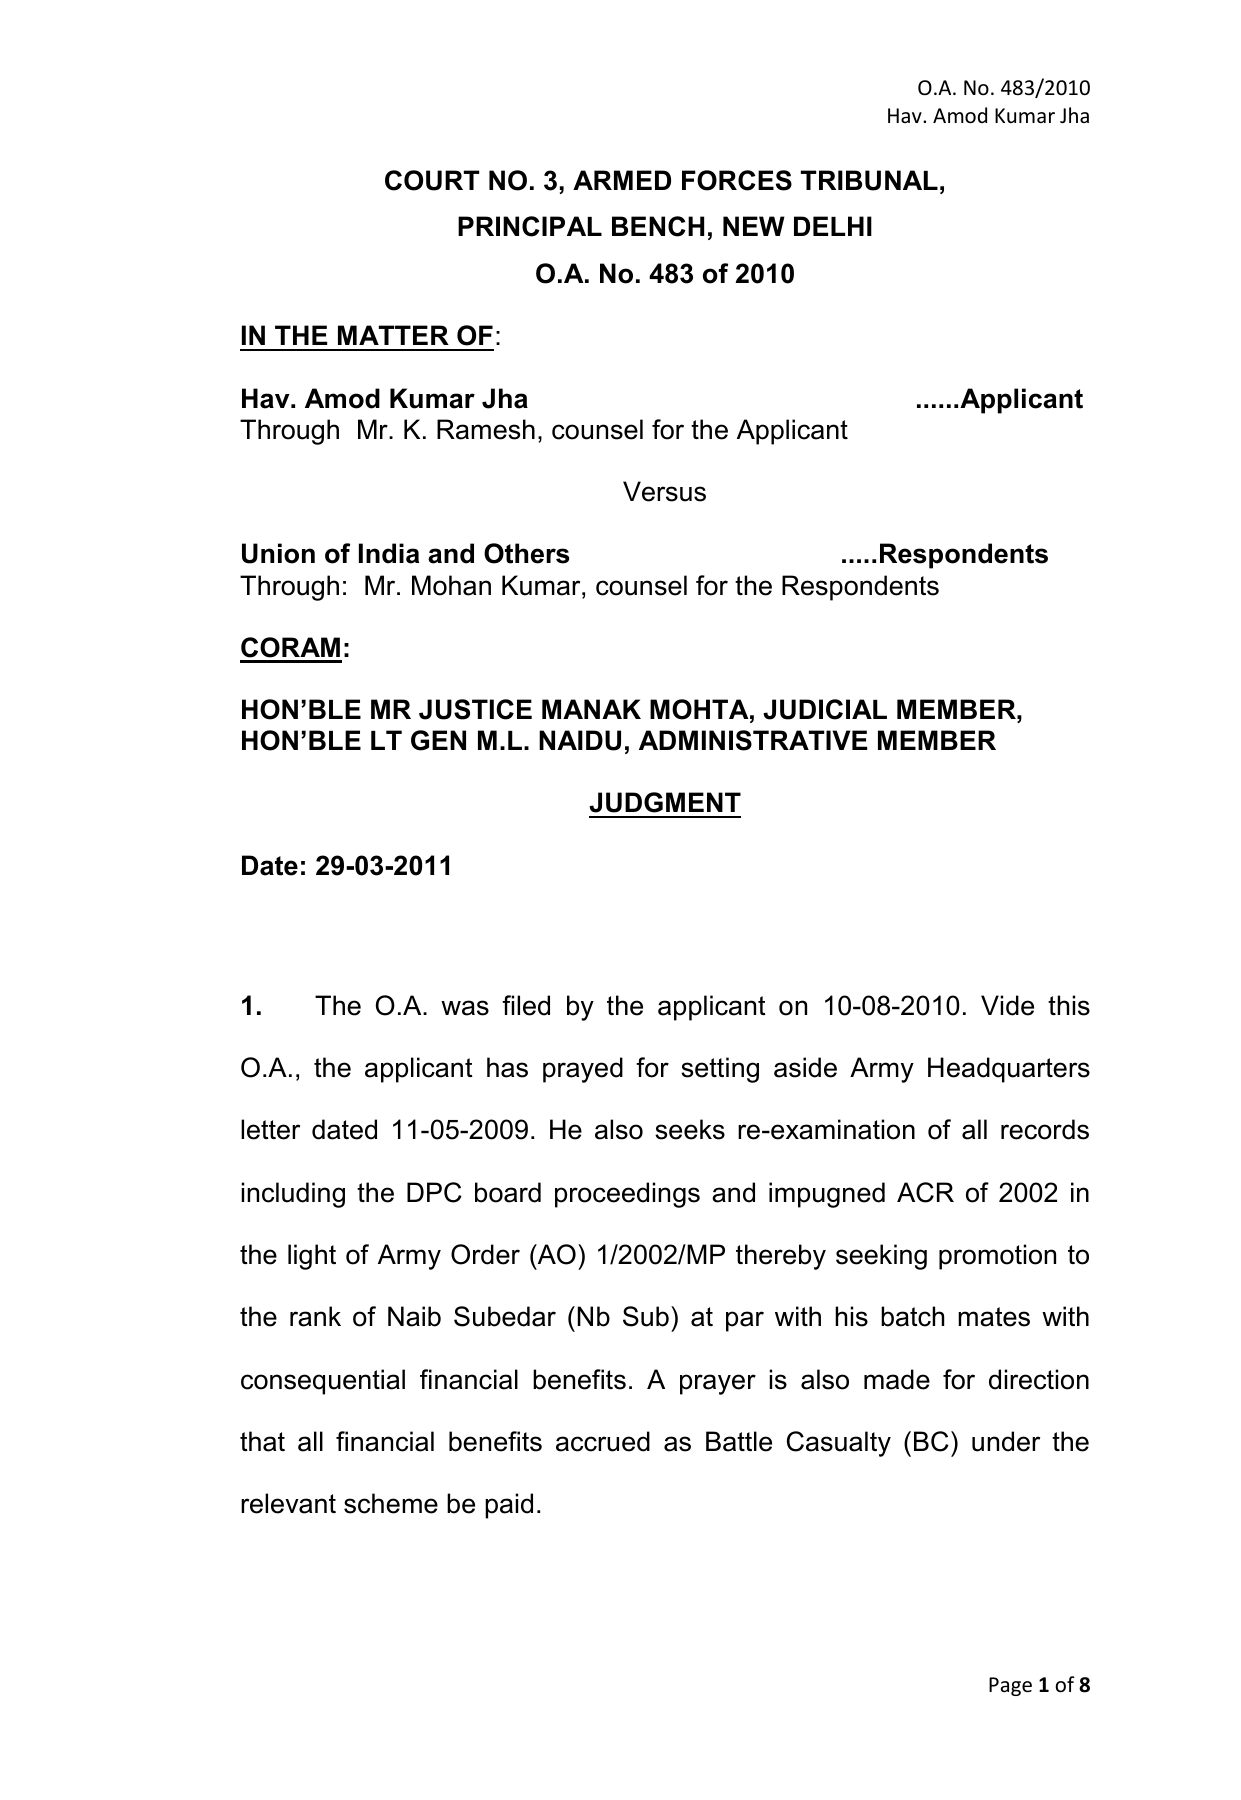 O.A. No. 483/2010
Hav. Amod Kumar Jha
COURT NO. 3, ARMED FORCES TRIBUNAL,
PRINCIPAL BENCH, NEW DELHI
O.A. No. 483 of 2010
IN THE MATTER OF:
Hav. Amod Kumar Jha ......Applicant
Through Mr. K. Ramesh, counsel for the Applicant
Versus
Union of India and Others .....Respondents
Through: Mr. Mohan Kumar, counsel for the Respondents
CORAM:
HON’BLE MR JUSTICE MANAK MOHTA, JUDICIAL MEMBER,
HON’BLE LT GEN M.L. NAIDU, ADMINISTRATIVE MEMBER
JUDGMENT
Date: 29-03-2011
1. The O.A. was filed by the applicant on 10-08-2010. Vide this
O.A., the applicant has prayed for setting aside Army Headquarters
letter dated 11-05-2009. He also seeks re-examination of all records
including the DPC board proceedings and impugned ACR of 2002 in
the light of Army Order (AO) 1/2002/MP thereby seeking promotion to
the rank of Naib Subedar (Nb Sub) at par with his batch mates with
consequential financial benefits. A prayer is also made for direction
that all financial benefits accrued as Battle Casualty (BC) under the
relevant scheme be paid.
Page 1 of 8